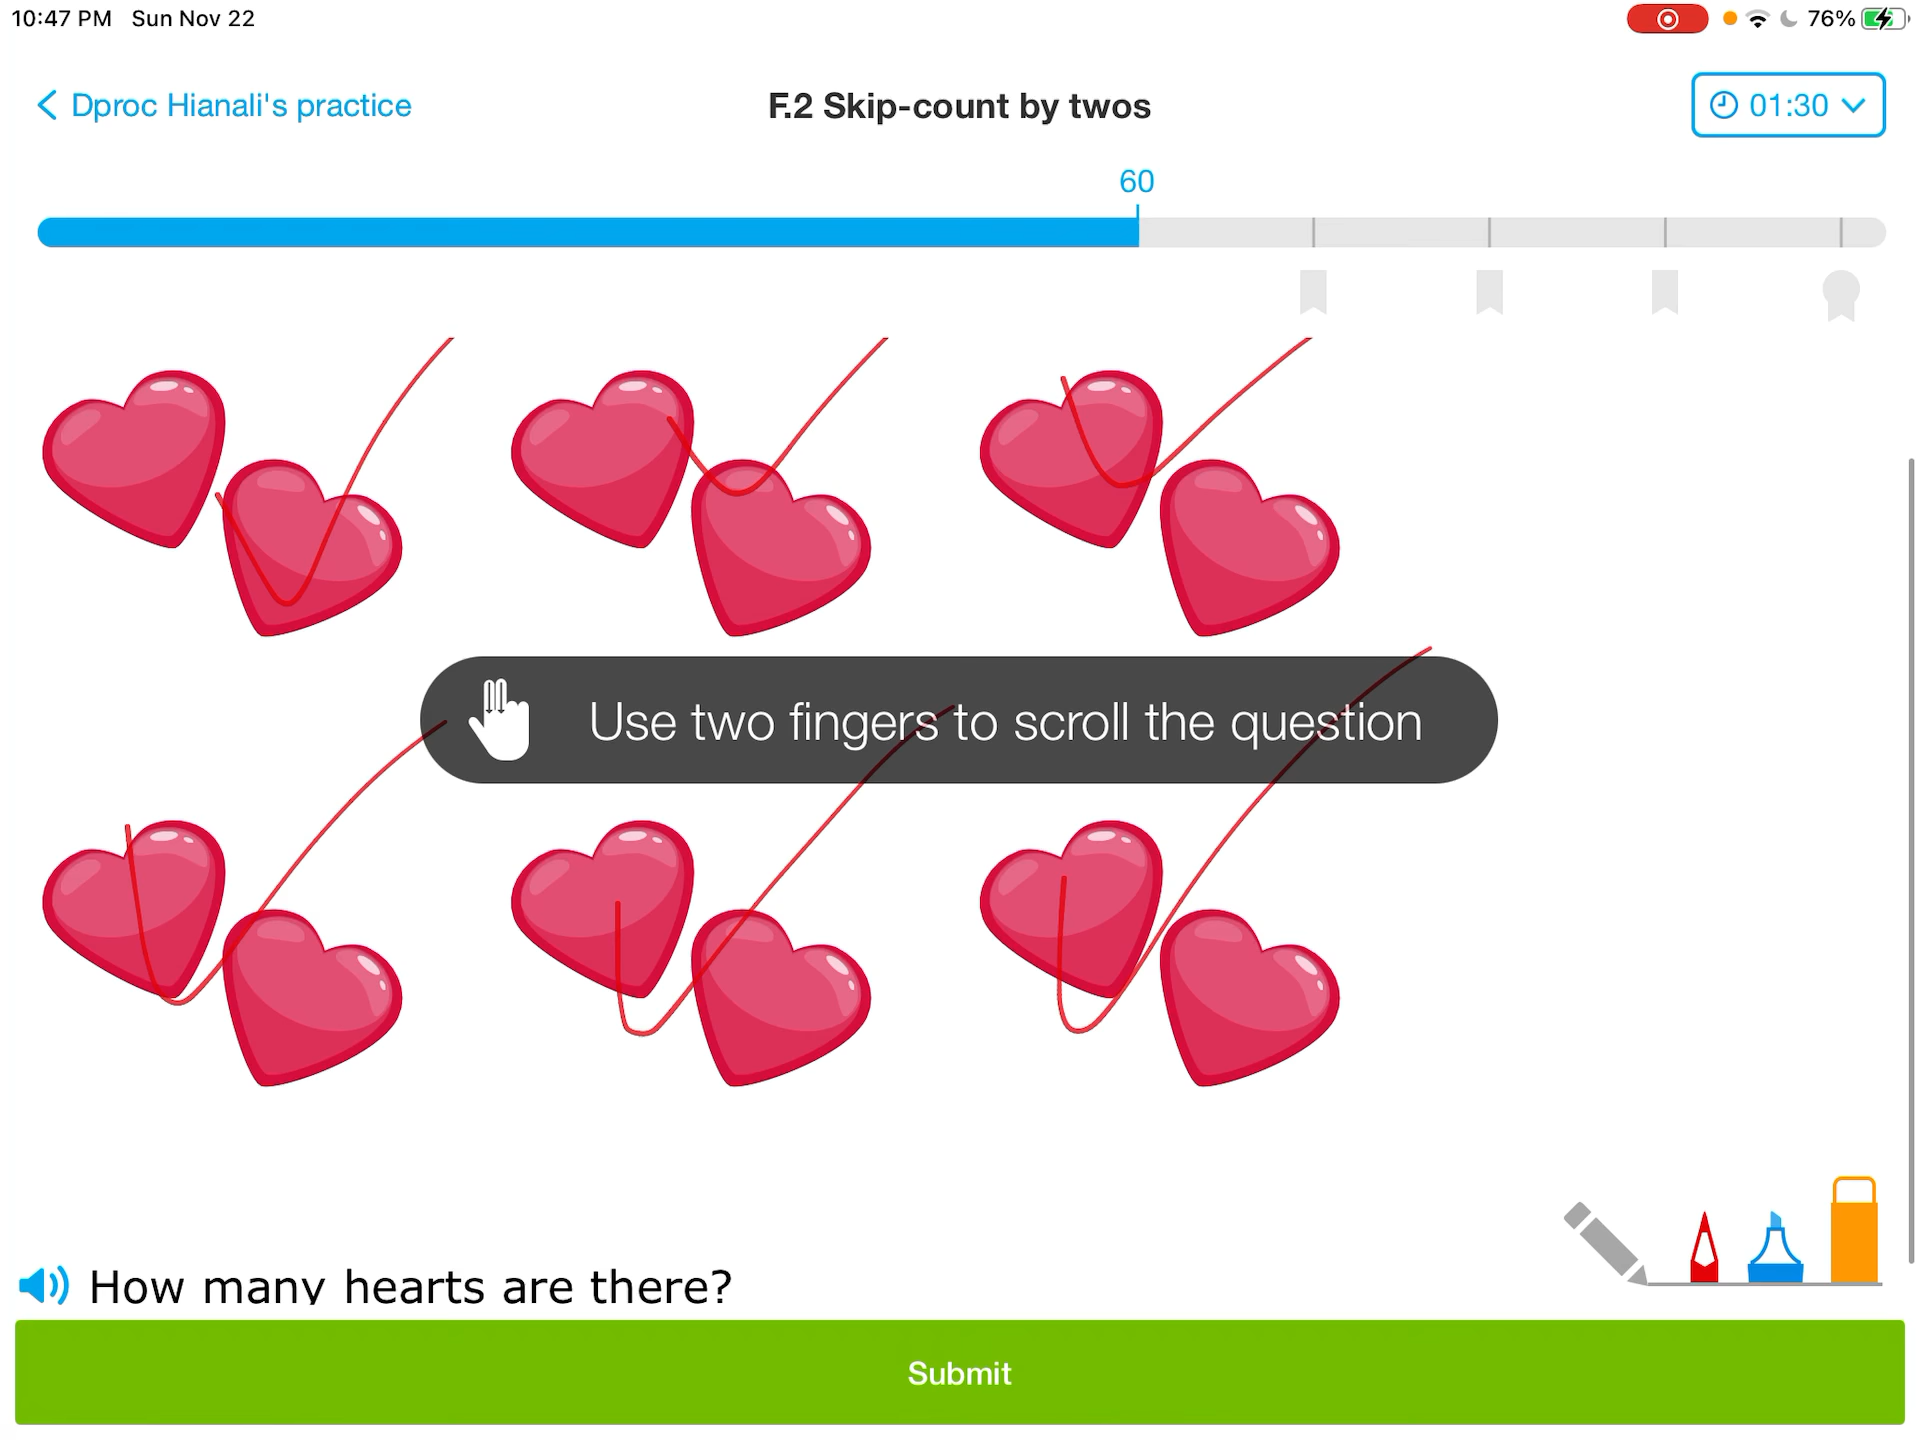 10:47 PM Sun Nov 22
76%
Dproc Hianali's practice
F.2 Skip-count by twos
01:30
60
Use two fingers to scroll the question
How many hearts are there?
Submit